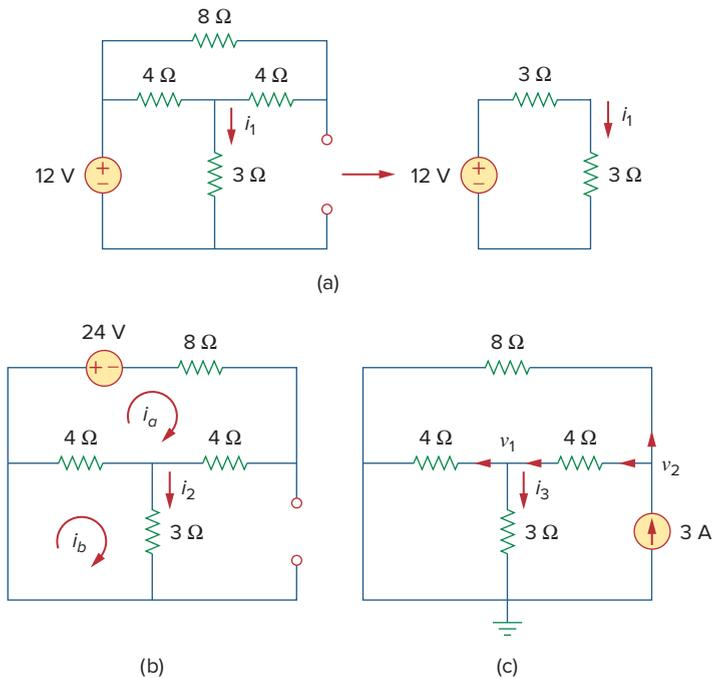 8 Ω
4 Ω 4 Ω 3 Ω
i1 i1
12 V + − 3 Ω 12 V + − 3 Ω
(a)
24 V 8 Ω 8 Ω
+ −
ia
4 Ω 4 Ω 4 Ω v1 4 Ω
v2
i2 i3
ib 3 Ω 3 Ω 3 A
(b) (c)